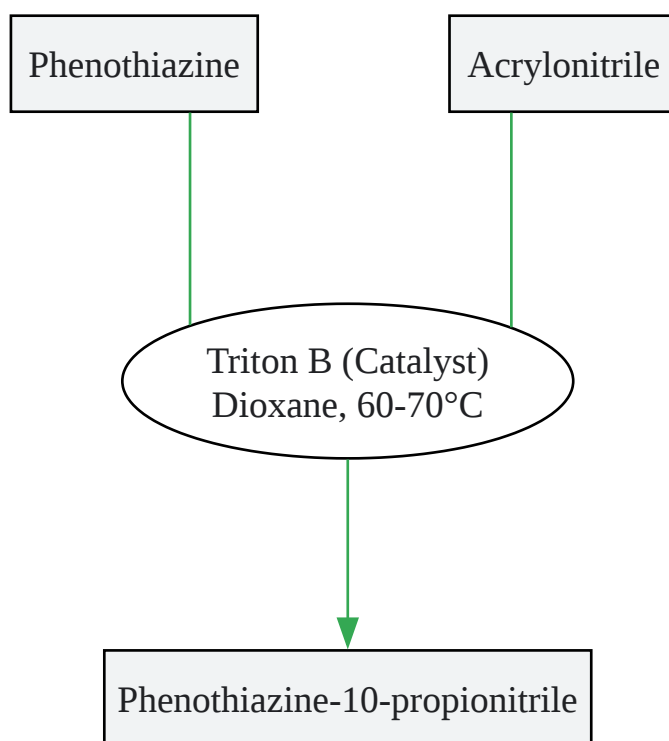 Phenothiazine
Acrylonitrile
Triton B (Catalyst)
Dioxane, 60-70°C
Phenothiazine-10-propionitrile